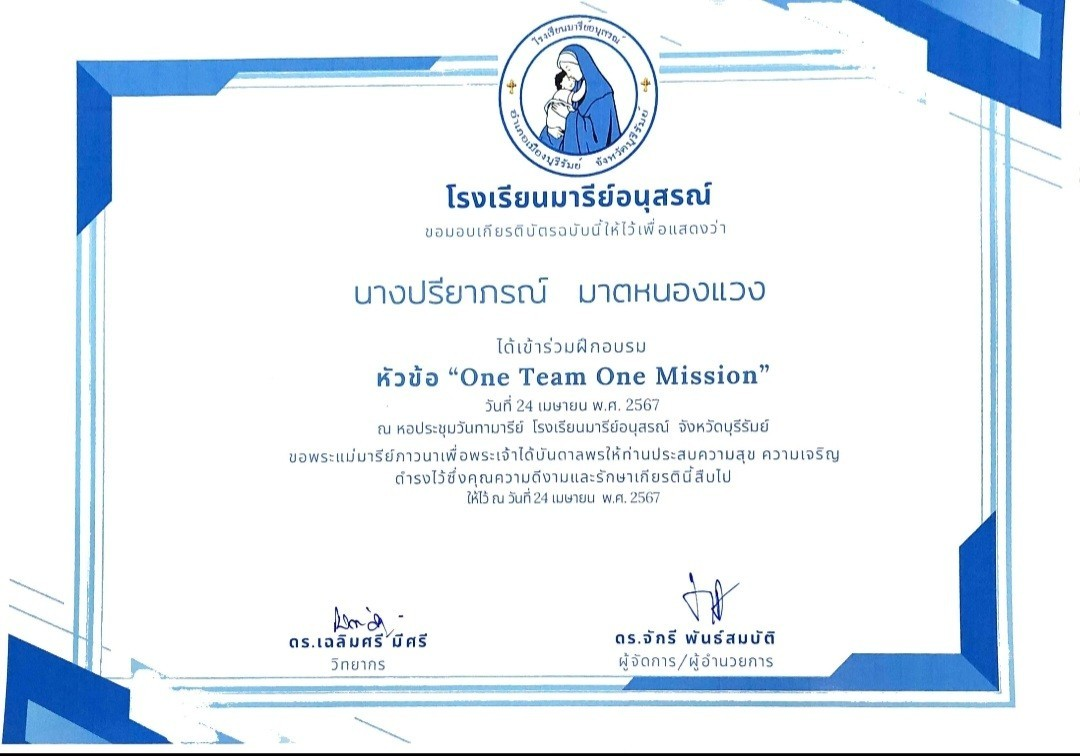 โรงเรียนมารีย์อนุสรณ์
อำเภอเมืองบุรีรัมย์ จังหวัดบุรีรัมย์
โรงเรียนมารีย์อนุสรณ์
ขอมอบเกียรติบัตรฉบับนี้ให้ไว้เพื่อแสดงว่า
นางปรียาภรณ์ มาตหนองแวง
ได้เข้าร่วมฝึกอบรม
หัวข้อ “One Team One Mission”
วันที่ 24 เมษายน พ.ศ. 2567
ณ หอประชุมวันทามารีย์ โรงเรียนมารีย์อนุสรณ์ จังหวัดบุรีรัมย์
ขอพระแม่มารีย์ภาวนาเพื่อพระเจ้าได้บันดาลพรให้ท่านประสบความสุข ความเจริญ
ดำรงไว้ซึ่งคุณความดีงามและรักษาเกียรตินี้สืบไป
ให้ไว้ ณ วันที่ 24 เมษายน พ.ศ. 2567
ดร.เฉลิมศรี มีศรี
วิทยากร
ดร.จักรี พันธ์สมบัติ
ผู้จัดการ/ผู้อำนวยการ